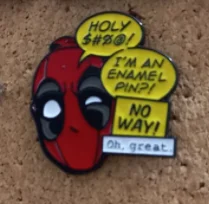 HOLY
$#@@!
I'M AN
ENAMEL
PIN?!
NO
WAY!
Oh, great.